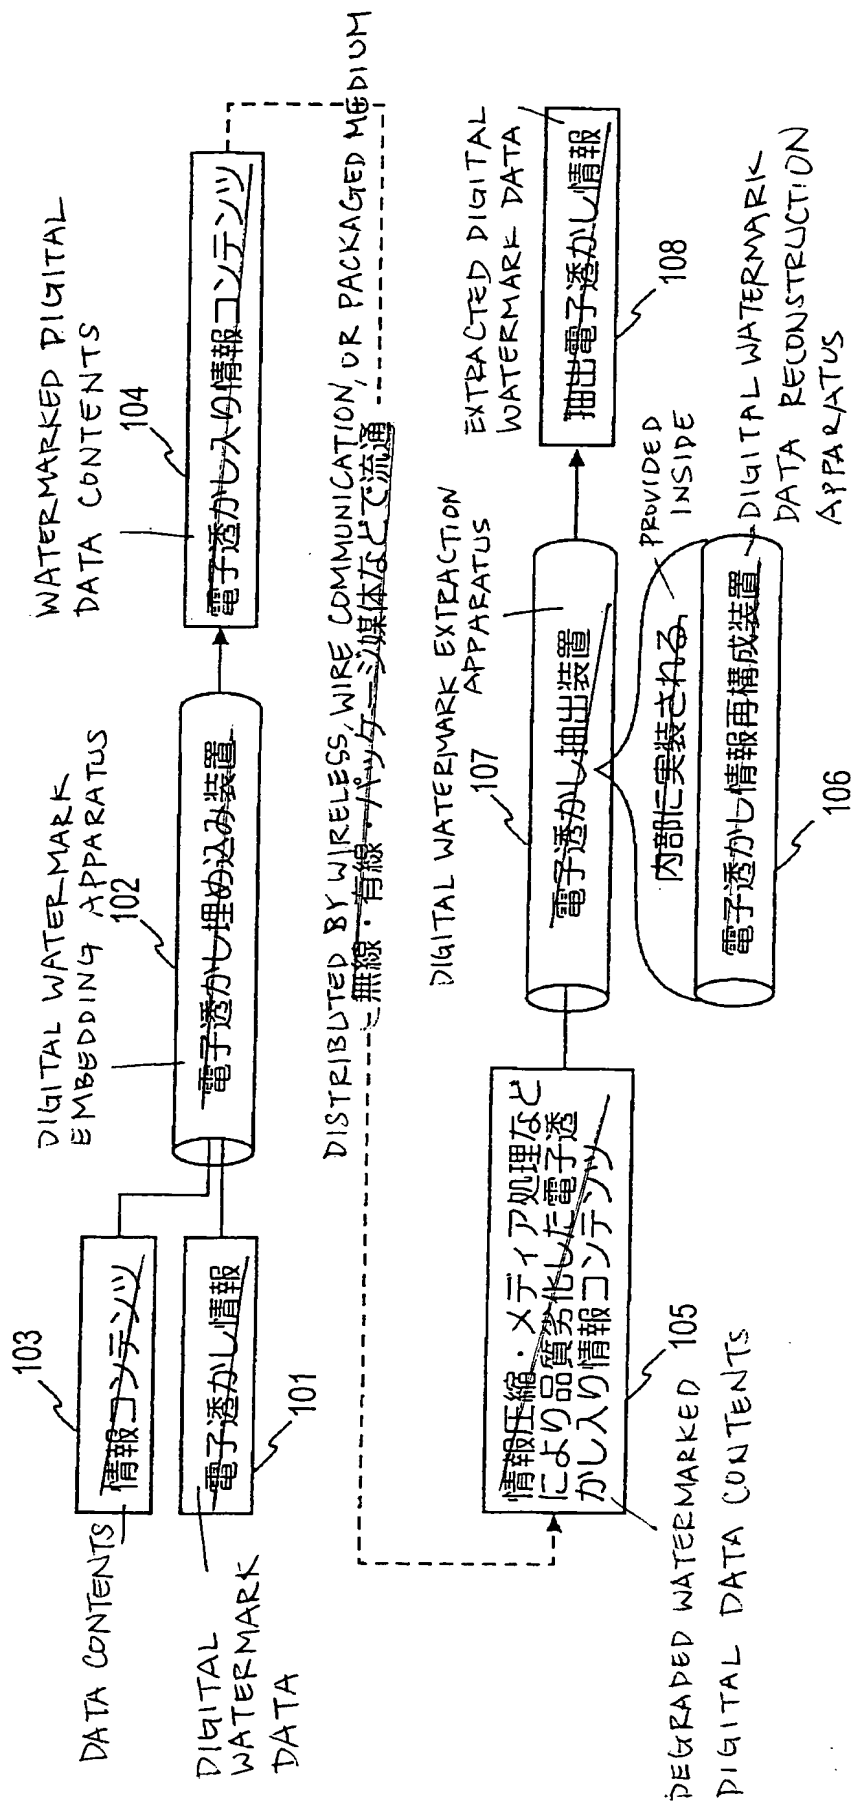 DATA CONTENTS
103
情報コンテンツ
DIGITAL
WATERMARK
DATA
101
電子透かし情報
DIGITAL WATERMARK
EMBEDDING APPARATUS
102
電子透かし埋め込み装置
WATERMARKED DIGITAL
DATA CONTENTS
104
電子透かし入り情報コンテンツ
DISTRIBUTED BY WIRELESS, WIRE COMMUNICATION, OR PACKAGED MEDIUM
無線・有線・パッケージ媒体などで流通
情報圧縮・メディア処理など
により品質劣化した電子透
かし入り情報コンテンツ
105
DEGRADED WATERMARKED
DIGITAL DATA CONTENTS
DIGITAL WATERMARK EXTRACTION
APPARATUS
107
電子透かし抽出装置
PROVIDED
INSIDE
内部に実装される
電子透かし情報再構成装置
106
DIGITAL WATERMARK
DATA RECONSTRUCTION
APPARATUS
EXTRACTED DIGITAL
WATERMARK DATA
抽出電子透かし情報
108